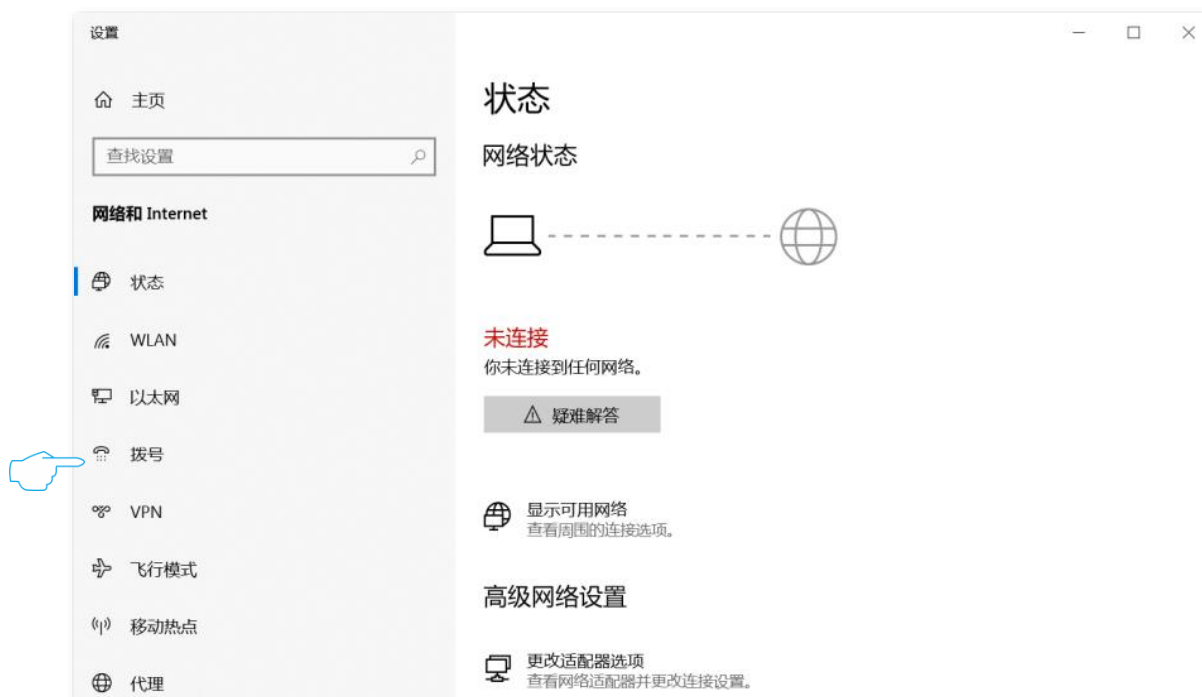 设置
主页
查找设置
网络和 Internet
状态
WLAN
以太网
拨号
VPN
飞行模式
移动热点
代理
状态
网络状态
未连接
你未连接到任何网络。
疑难解答
显示可用网络
查看周围的连接选项。
高级网络设置
更改适配器选项
查看网络适配器并更改连接设置。